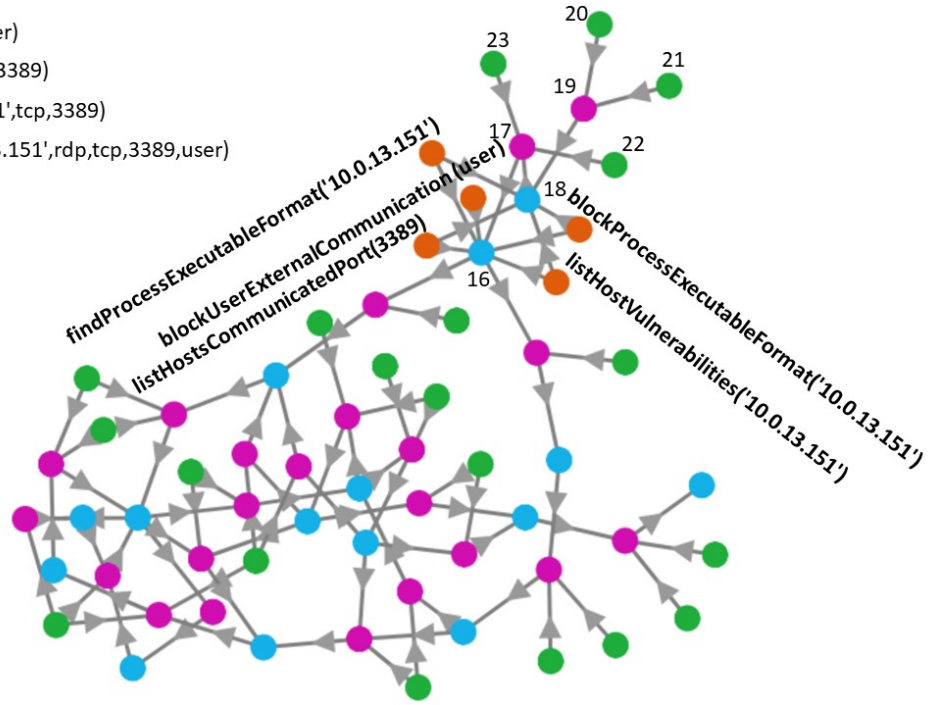 er)
3389)
1',tcp,3389)
3.151',rdp,tcp,3389,user)
20
23
21
19
17
22
18
16
findProcessExecutableFormat('10.0.13.151')
blockUserExternalCommunication(user)
listHostsCommunicatedPort(3389)
blockProcessExecutableFormat('10.0.13.151')
listHostVulnerabilities('10.0.13.151')